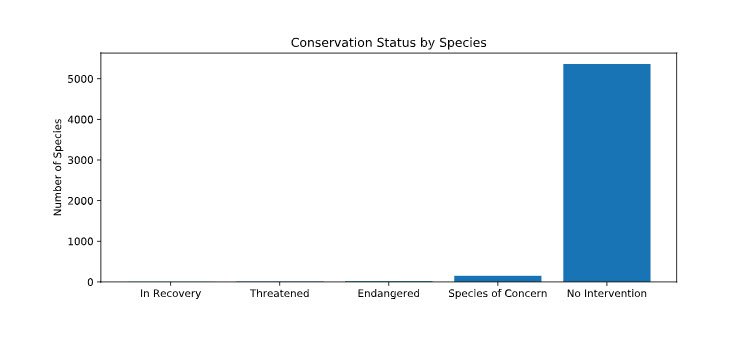 Conservation Status by Species
Number of Species
5000
4000
3000
2000
1000
0
In Recovery
Threatened
Endangered
Species of Concern
No Intervention